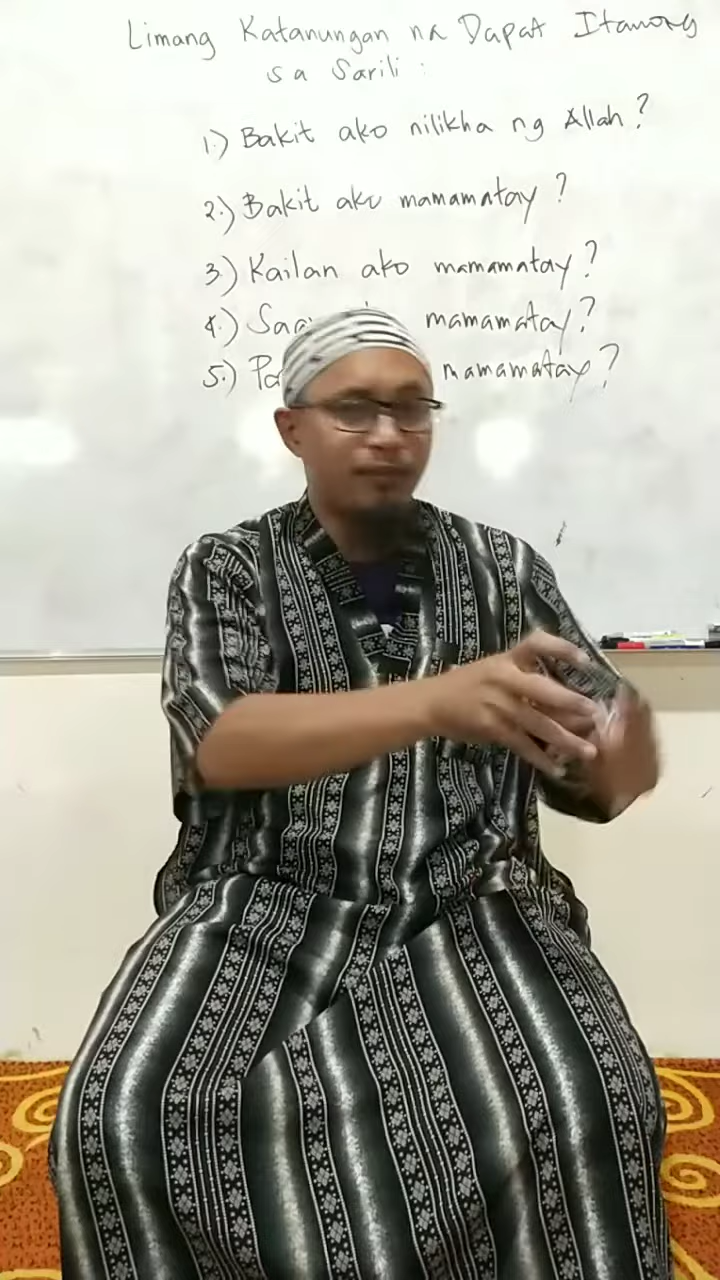 Limang Katanungan na Dapat Itanong
sa Sarili:
1.) Bakit ako nilikha ng Allah?
2.) Bakit ako mamamatay?
3.) Kailan ako mamamatay?
4.) mamamatay?
5.) mamamatay?